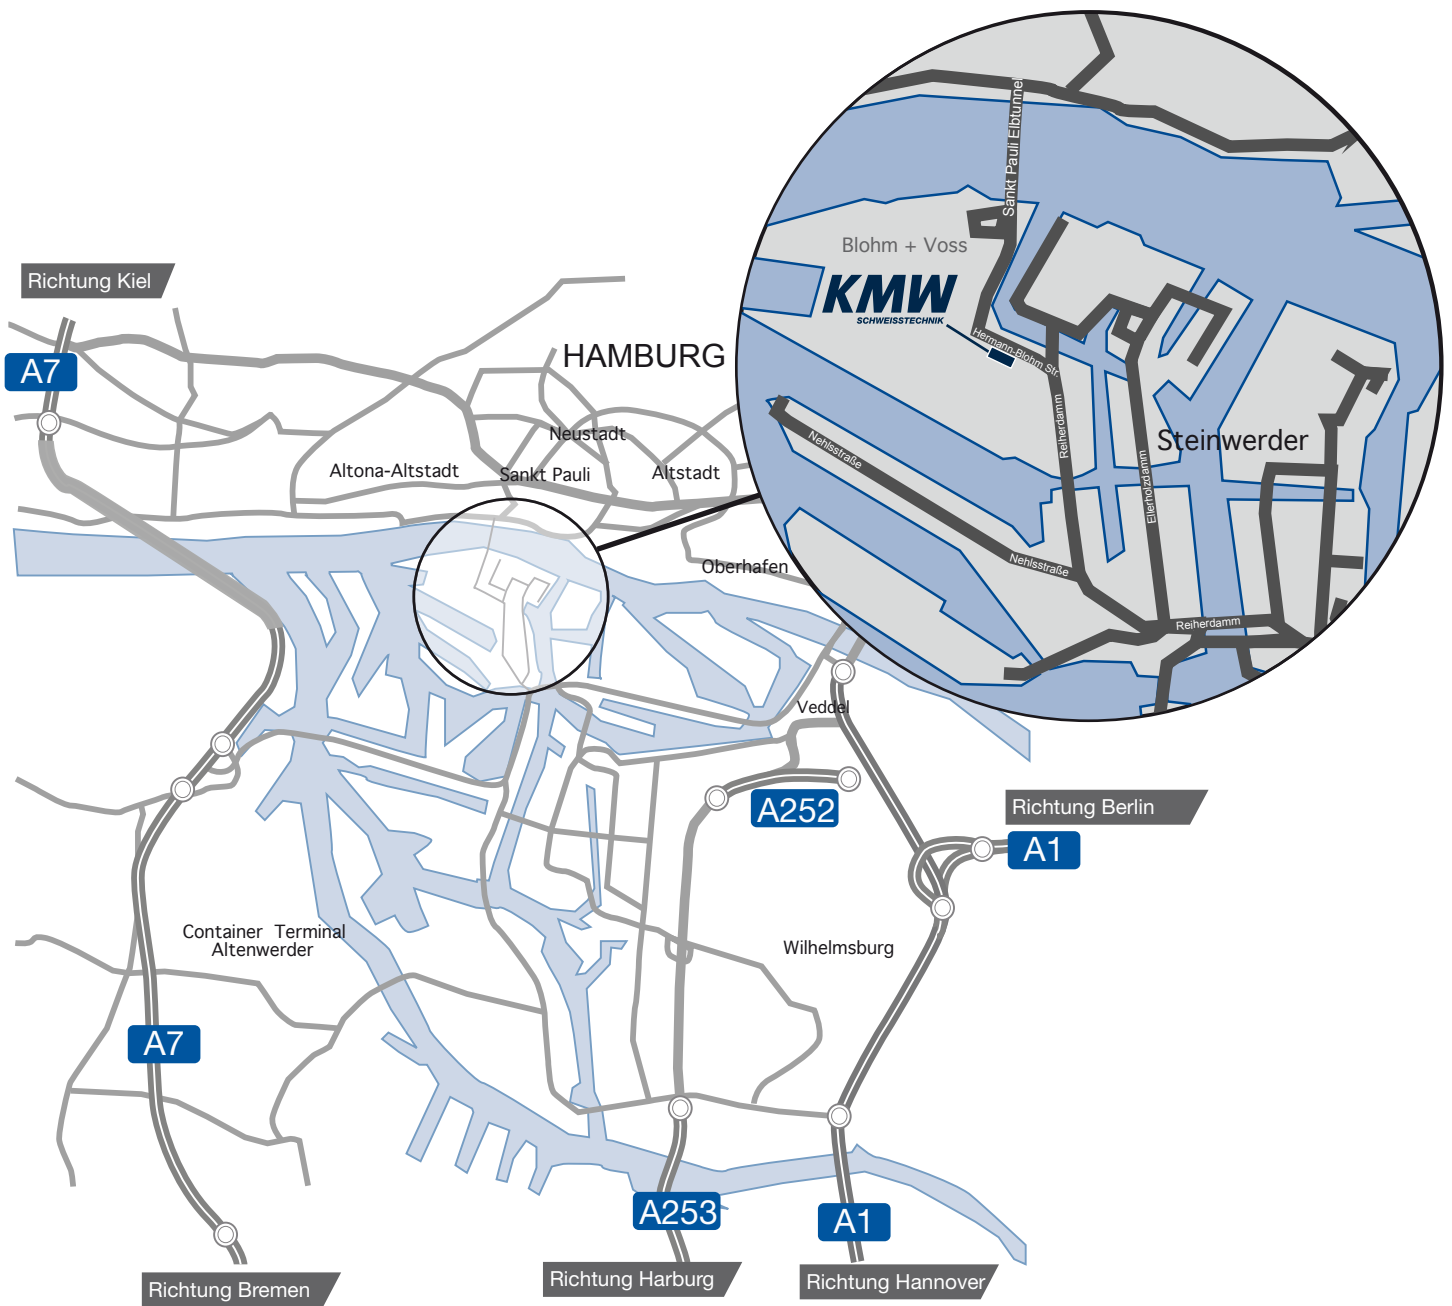 Sankt Pauli Elbtunnel
Blohm + Voss
KMW
SCHWEISSTECHNIK
Hermann-Blohm Str.
Reiherdamm
Ellerholzdamm
Steinwerder
Nehlsstraße
Nehlsstraße
Reiherdamm
Richtung Kiel
A7
HAMBURG
Neustadt
Altona-Altstadt
Sankt Pauli
Altstadt
Oberhafen
Veddel
A252
Richtung Berlin
A1
Container Terminal
Altenwerder
Wilhelmsburg
A7
A253
A1
Richtung Bremen
Richtung Harburg
Richtung Hannover